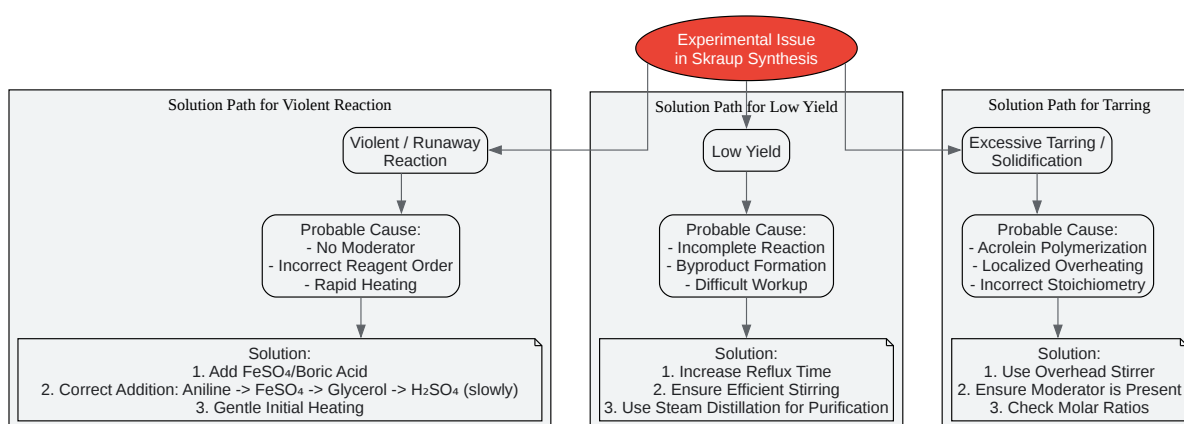 Experimental Issue
in Skraup Synthesis
Solution Path for Violent Reaction
Violent / Runaway
Reaction
Probable Cause:
- No Moderator
- Incorrect Reagent Order
- Rapid Heating
Solution:
1. Add FeSO₄/Boric Acid
2. Correct Addition: Aniline -> FeSO₄ -> Glycerol -> H₂SO₄ (slowly)
3. Gentle Initial Heating
Solution Path for Low Yield
Low Yield
Probable Cause:
- Incomplete Reaction
- Byproduct Formation
- Difficult Workup
Solution:
1. Increase Reflux Time
2. Ensure Efficient Stirring
3. Use Steam Distillation for Purification
Solution Path for Tarring
Excessive Tarring /
Solidification
Probable Cause:
- Acrolein Polymerization
- Localized Overheating
- Incorrect Stoichiometry
Solution:
1. Use Overhead Stirrer
2. Ensure Moderator is Present
3. Check Molar Ratios